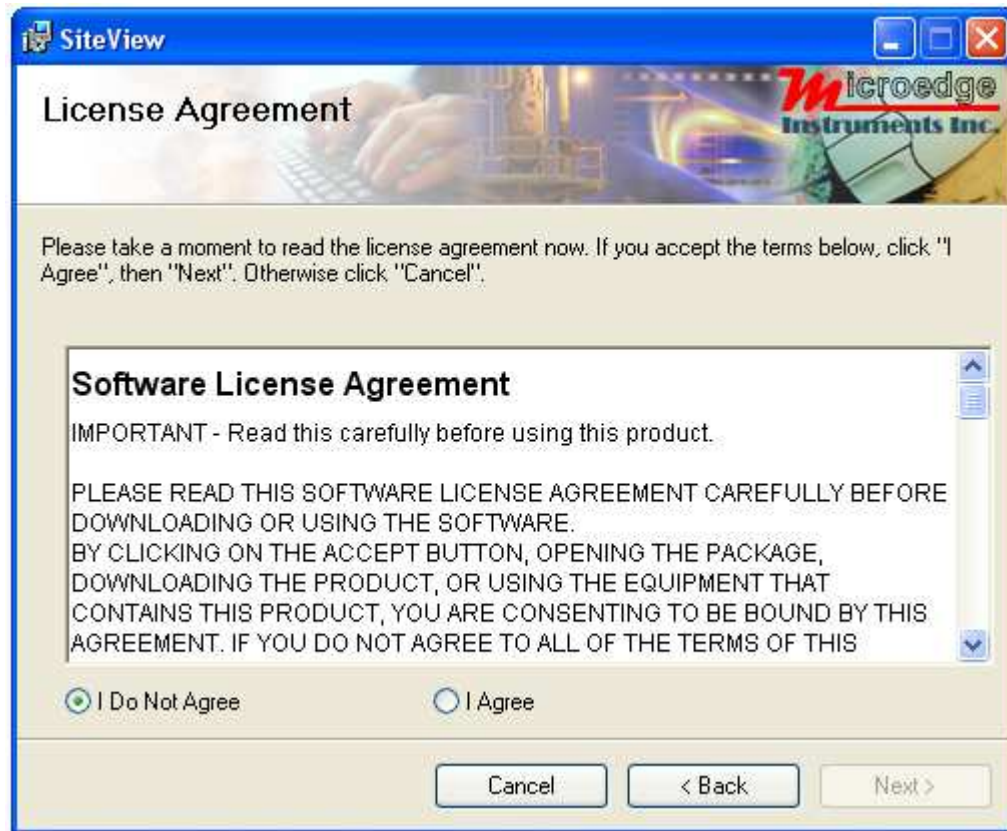 SiteView
License Agreement
Microedge
Instruments Inc.
Please take a moment to read the license agreement now. If you accept the terms below, click "I
Agree", then "Next". Otherwise click "Cancel".
Software License Agreement
IMPORTANT - Read this carefully before using this product.
PLEASE READ THIS SOFTWARE LICENSE AGREEMENT CAREFULLY BEFORE
DOWNLOADING OR USING THE SOFTWARE.
BY CLICKING ON THE ACCEPT BUTTON, OPENING THE PACKAGE,
DOWNLOADING THE PRODUCT, OR USING THE EQUIPMENT THAT
CONTAINS THIS PRODUCT, YOU ARE CONSENTING TO BE BOUND BY THIS
AGREEMENT. IF YOU DO NOT AGREE TO ALL OF THE TERMS OF THIS
I Do Not Agree I Agree
Cancel < Back Next >